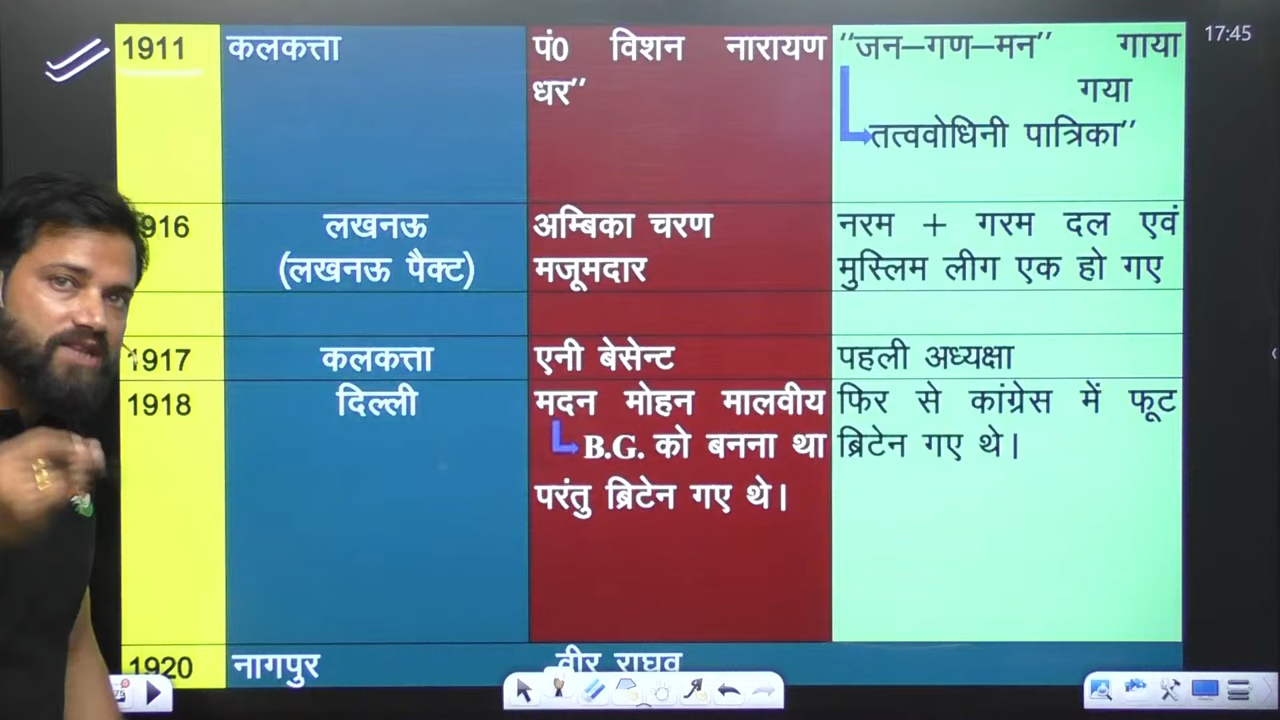 17:45
1911 कलकत्ता पं0 विशन नारायण "जन–गण–मन" गाया
धर" गया
तत्ववोधिनी पात्रिका"
916 लखनऊ अम्बिका चरण नरम + गरम दल एवं
(लखनऊ पैक्ट) मजूमदार मुस्लिम लीग एक हो गए
1917 कलकत्ता एनी बेसेन्ट पहली अध्यक्षा
1918 दिल्ली मदन मोहन मालवीय फिर से कांग्रेस में फूट
B.G. को बनना था ब्रिटेन गए थे।
परंतु ब्रिटेन गए थे।
1920 नागपुर वीर राघव